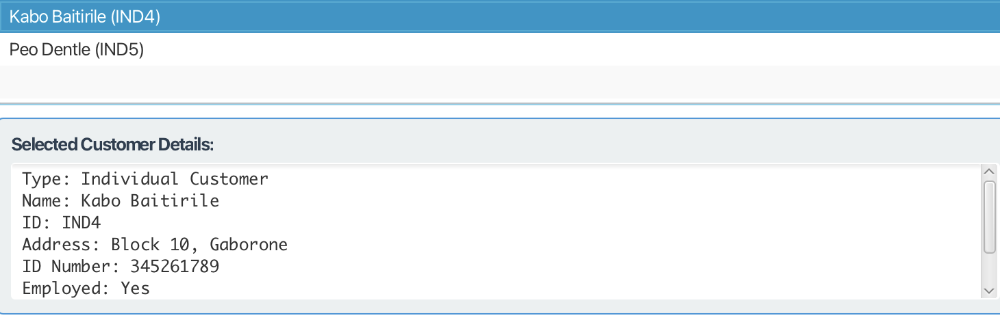 Kabo Baitirile (IND4)
Peo Dentle (IND5)
Selected Customer Details:
Type: Individual Customer
Name: Kabo Baitirile
ID: IND4
Address: Block 10, Gaborone
ID Number: 345261789
Employed: Yes